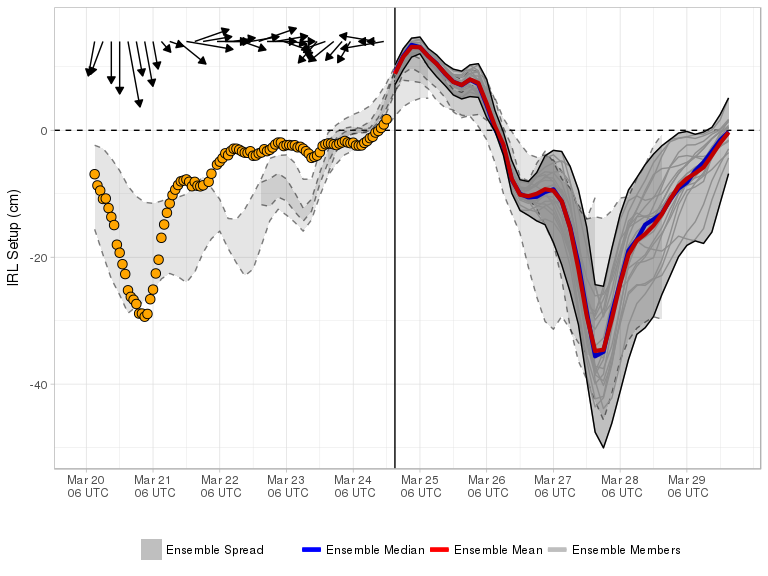 IRL Setup (cm)
0
-20
-40
Mar 20 Mar 21 Mar 22 Mar 23 Mar 24 Mar 25 Mar 26 Mar 27 Mar 28 Mar 29
06 UTC 06 UTC 06 UTC 06 UTC 06 UTC 06 UTC 06 UTC 06 UTC 06 UTC 06 UTC
Ensemble Spread Ensemble Median Ensemble Mean Ensemble Members